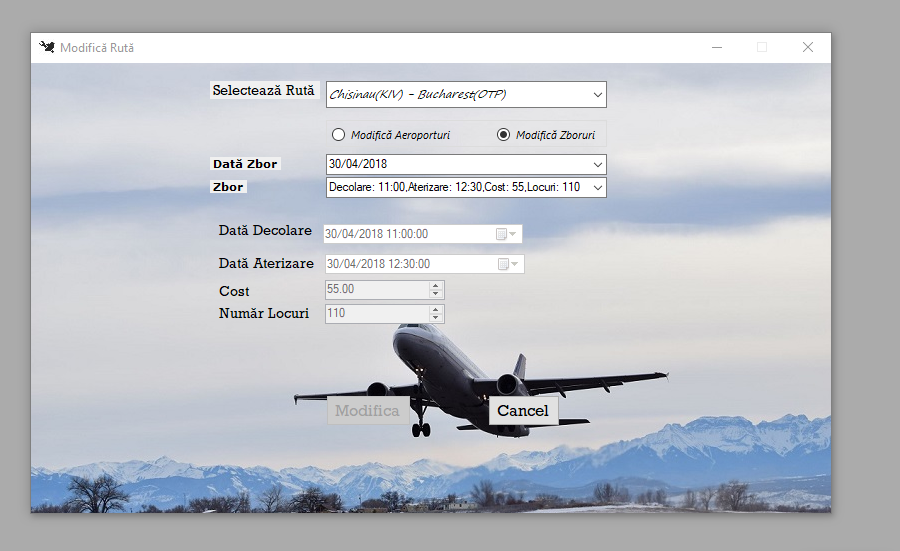 Modifică Rută
Selectează Rută Chisinau(KIV) - Bucharest(OTP)
Modifică Aeroporturi Modifică Zboruri
Dată Zbor 30/04/2018
Zbor Decolare: 11:00,Aterizare: 12:30,Cost: 55,Locuri: 110
Dată Decolare 30/04/2018 11:00:00
Dată Aterizare 30/04/2018 12:30:00
Cost 55.00
Număr Locuri 110
Modifica Cancel